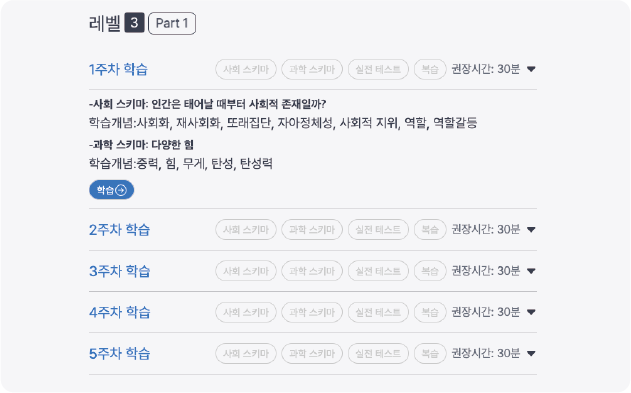 레벨 3 Part 1
1주차 학습 사회 스키마 과학 스키마 실전 테스트 복습 권장시간: 30분
-사회 스키마: 인간은 태어날 때부터 사회적 존재일까?
학습개념:사회화, 재사회화, 또래집단, 자아정체성, 사회적 지위, 역할, 역할갈등
-과학 스키마: 다양한 힘
학습개념:중력, 힘, 무게, 탄성, 탄성력
학습
2주차 학습 사회 스키마 과학 스키마 실전 테스트 복습 권장시간: 30분
3주차 학습 사회 스키마 과학 스키마 실전 테스트 복습 권장시간: 30분
4주차 학습 사회 스키마 과학 스키마 실전 테스트 복습 권장시간: 30분
5주차 학습 사회 스키마 과학 스키마 실전 테스트 복습 권장시간: 30분